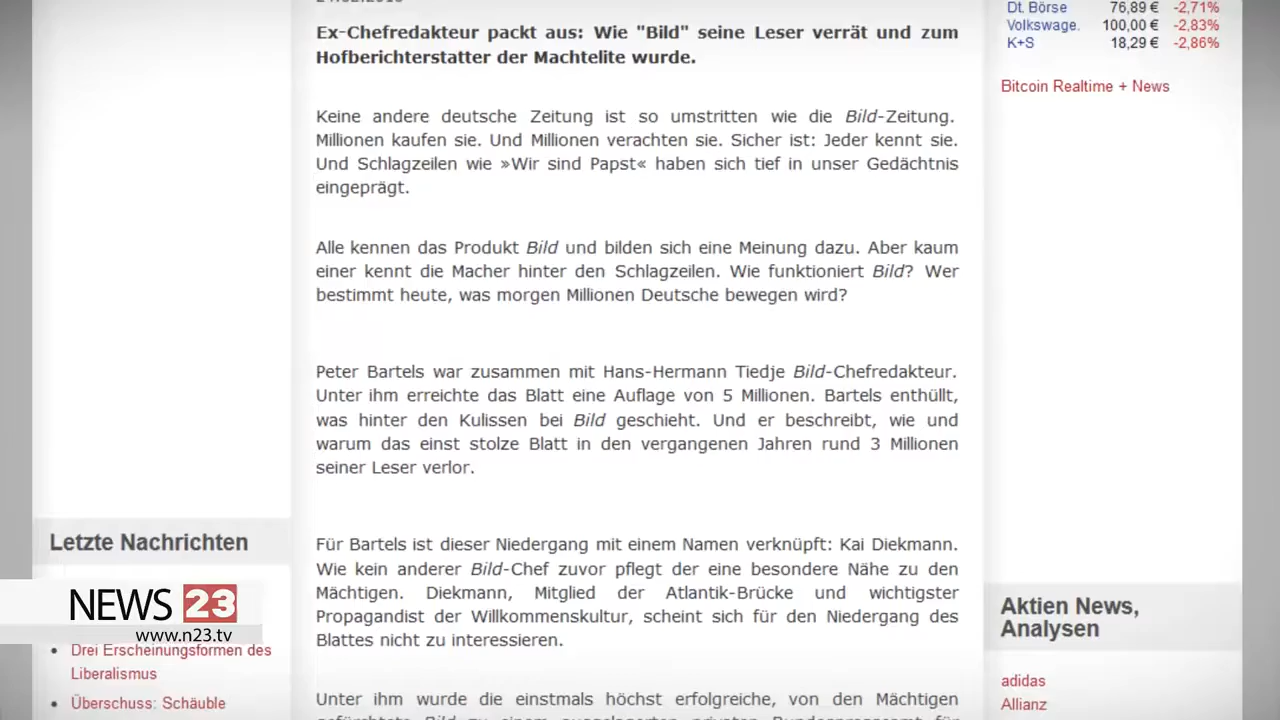 Ex-Chefredakteur packt aus: Wie "Bild" seine Leser verrät und zum
Hofberichterstatter der Machtelite wurde.
Keine andere deutsche Zeitung ist so umstritten wie die Bild-Zeitung.
Millionen kaufen sie. Und Millionen verachten sie. Sicher ist: Jeder kennt sie.
Und Schlagzeilen wie »Wir sind Papst« haben sich tief in unser Gedächtnis
eingeprägt.
Alle kennen das Produkt Bild und bilden sich eine Meinung dazu. Aber kaum
einer kennt die Macher hinter den Schlagzeilen. Wie funktioniert Bild? Wer
bestimmt heute, was morgen Millionen Deutsche bewegen wird?
Peter Bartels war zusammen mit Hans-Hermann Tiedje Bild-Chefredakteur.
Unter ihm erreichte das Blatt eine Auflage von 5 Millionen. Bartels enthüllt,
was hinter den Kulissen bei Bild geschieht. Und er beschreibt, wie und
warum das einst stolze Blatt in den vergangenen Jahren rund 3 Millionen
seiner Leser verlor.
Für Bartels ist dieser Niedergang mit einem Namen verknüpft: Kai Diekmann.
Wie kein anderer Bild-Chef zuvor pflegt der eine besondere Nähe zu den
Mächtigen. Diekmann, Mitglied der Atlantik-Brücke und wichtigster
Propagandist der Willkommenskultur, scheint sich für den Niedergang des
Blattes nicht zu interessieren.
Unter ihm wurde die einstmals höchst erfolgreiche, von den Mächtigen
Dt. Börse 76,89 € -2,71%
Volkswage. 100,00 € -2,83%
K+S 18,29 € -2,86%
Bitcoin Realtime + News
Aktien News,
Analysen
adidas
Allianz
Letzte Nachrichten
NEWS 23
www.n23.tv
Drei Erscheinungsformen des
Liberalismus
Überschuss: Schäuble